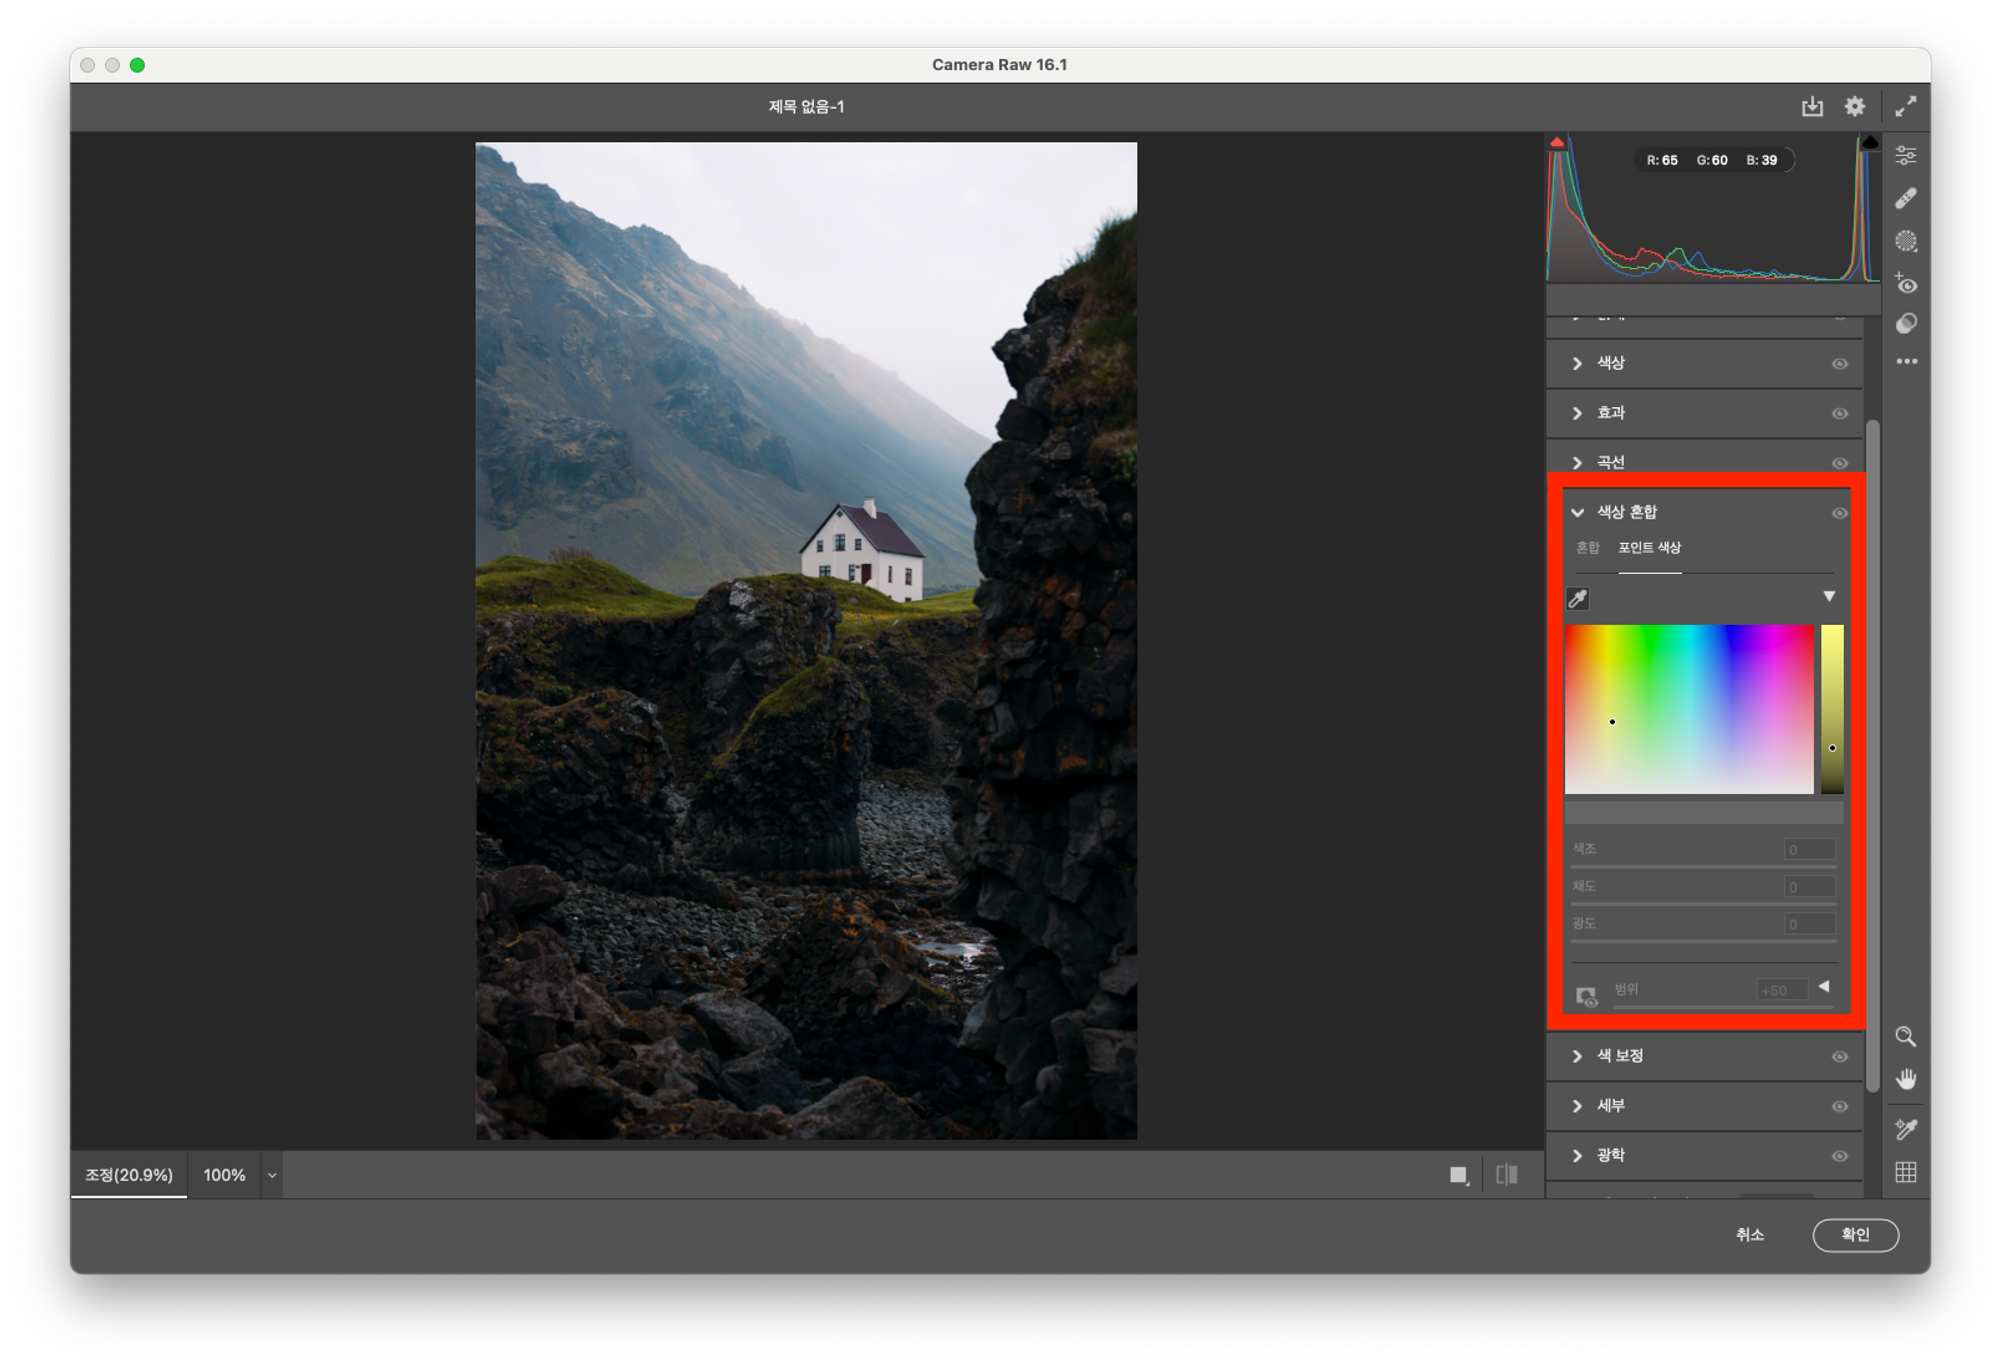 Camera Raw 16.1
제목 없음-1
R: 65 G: 60 B: 39
색상
효과
곡선
색상 혼합
혼합 포인트 색상
색조 0
채도 0
광도 0
범위 +50
색 보정
세부
광학
조정(20.9%) 100%
취소 확인